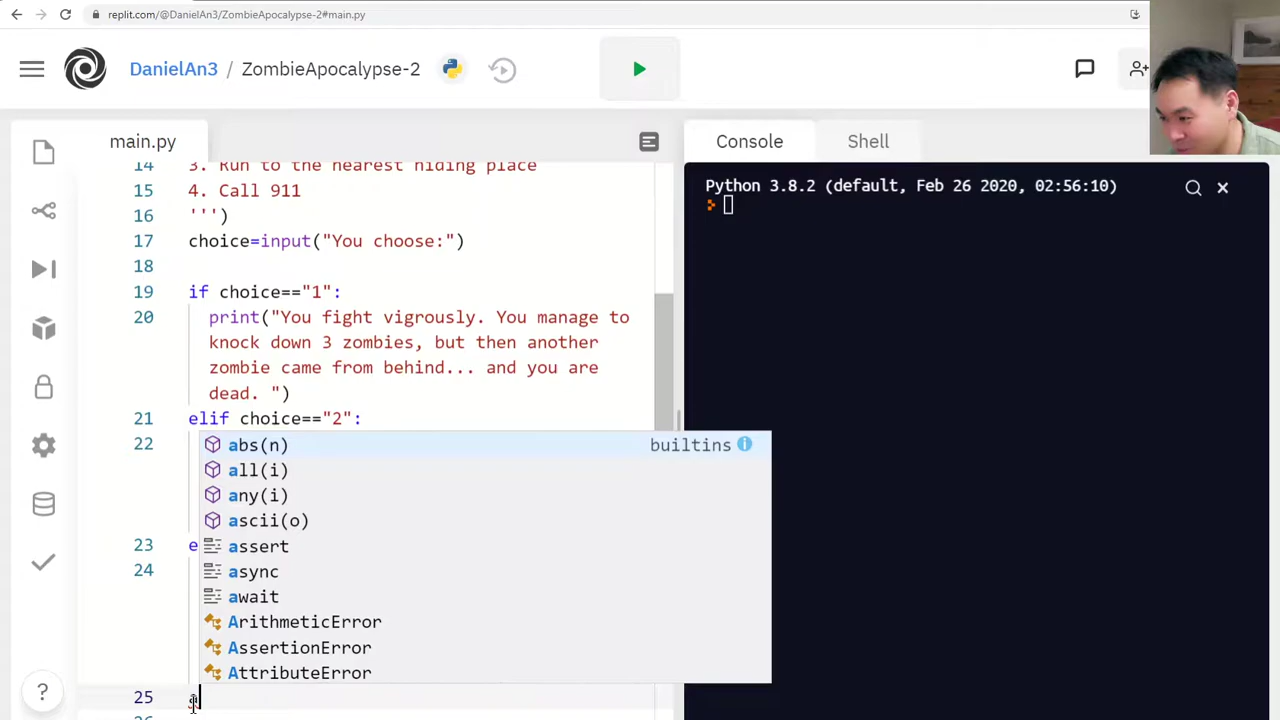 replit.com/@DanielAn3/ZombieApocalypse-2#main.py
DanielAn3 / ZombieApocalypse-2
main.py
Console
Shell
14 3. Run to the nearest hiding place
15 4. Call 911
16 ''')
17 choice=input("You choose:")
18
19 if choice=="1":
20 print("You fight vigrously. You manage to
knock down 3 zombies, but then another
zombie came from behind... and you are
dead. ")
21 elif choice=="2":
22
abs(n) builtins
all(i)
any(i)
ascii(o)
23 e
assert
24
async
await
ArithmeticError
AssertionError
AttributeError
25 a
Python 3.8.2 (default, Feb 26 2020, 02:56:10)
?